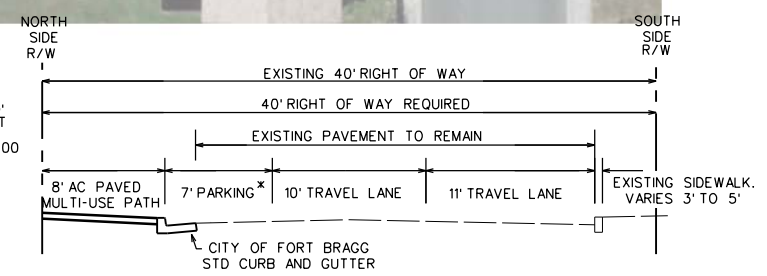 NORTH
SIDE
R/W
SOUTH
SIDE
R/W
EXISTING 40' RIGHT OF WAY
40' RIGHT OF WAY REQUIRED
T
00
EXISTING PAVEMENT TO REMAIN
8' AC PAVED
MULTI-USE PATH
7' PARKING*
10' TRAVEL LANE
11' TRAVEL LANE
EXISTING SIDEWALK.
VARIES 3' TO 5'
CITY OF FORT BRAGG
STD CURB AND GUTTER